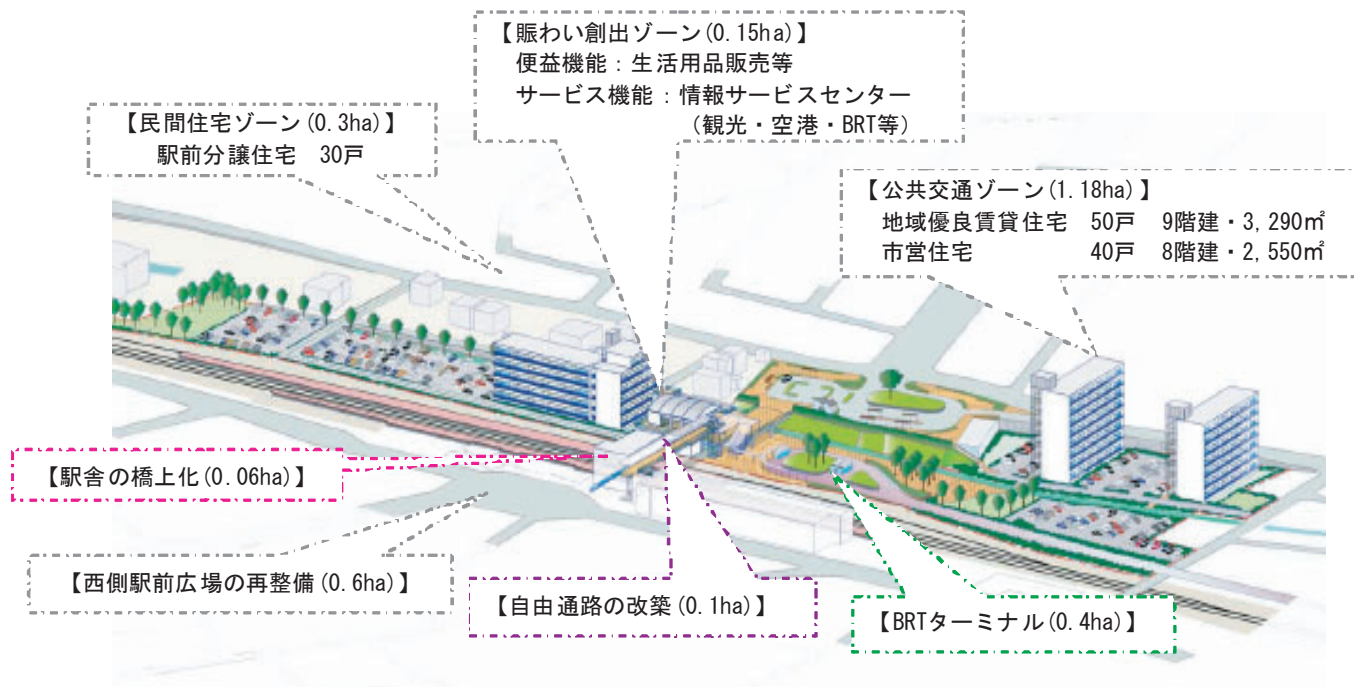 【賑わい創出ゾーン(0.15ha)】
便益機能：生活用品販売等
サービス機能：情報サービスセンター
（観光・空港・BRT等）
【民間住宅ゾーン(0.3ha)】
駅前分譲住宅　30戸
【公共交通ゾーン(1.18ha)】
地域優良賃貸住宅　50戸　9階建・3,290㎡
市営住宅　40戸　8階建・2,550㎡
【駅舎の橋上化(0.06ha)】
【西側駅前広場の再整備(0.6ha)】
【自由通路の改築(0.1ha)】
【BRTターミナル(0.4ha)】